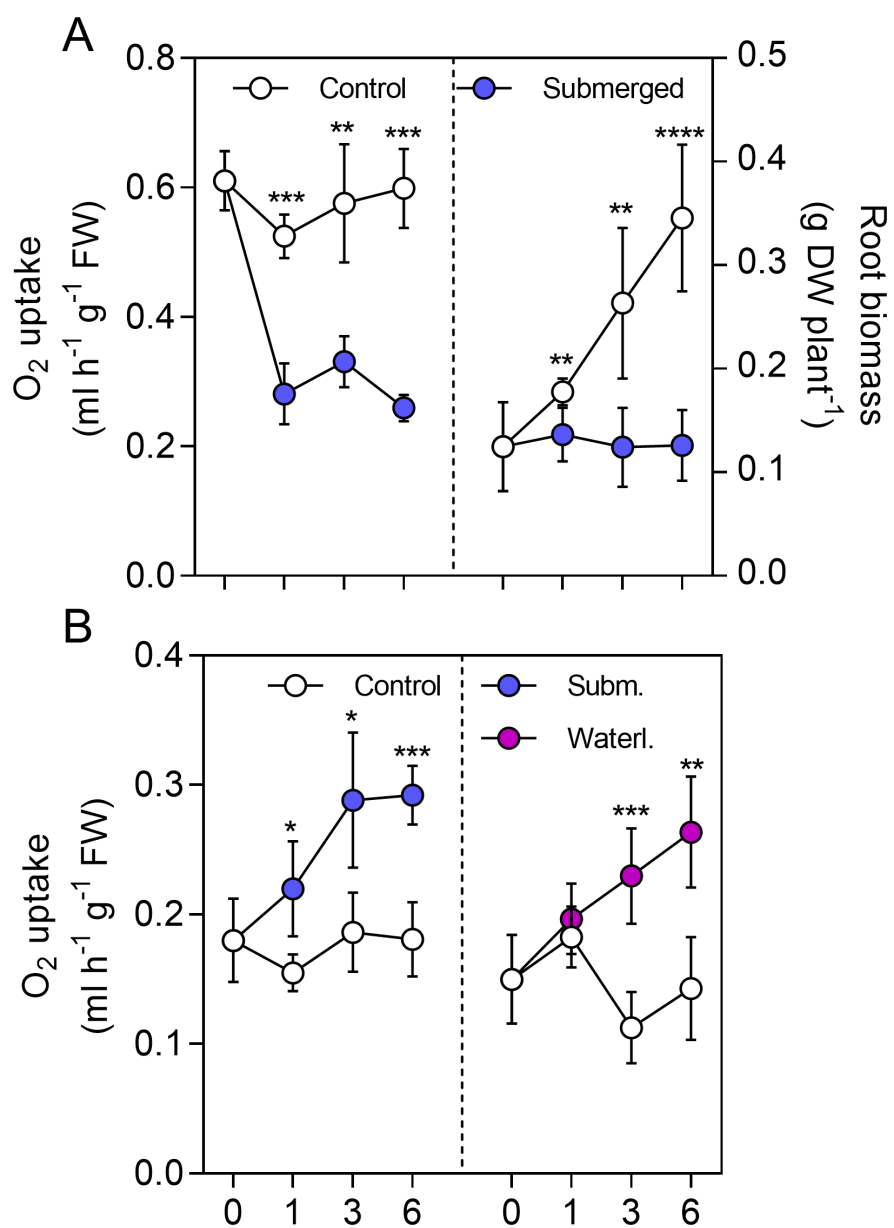 A
0.8
0.6
0.4
0.2
0.0
O2 uptake
(ml h-1 g-1 FW)
Control
Submerged
***
**
***
**
**
****
0.5
0.4
0.3
0.2
0.1
0.0
Root biomass
(g DW plant-1)
B
0.4
0.3
0.2
0.1
0.0
O2 uptake
(ml h-1 g-1 FW)
Control
Subm.
Waterl.
*
*
***
***
**
0 1 3 6 0 1 3 6